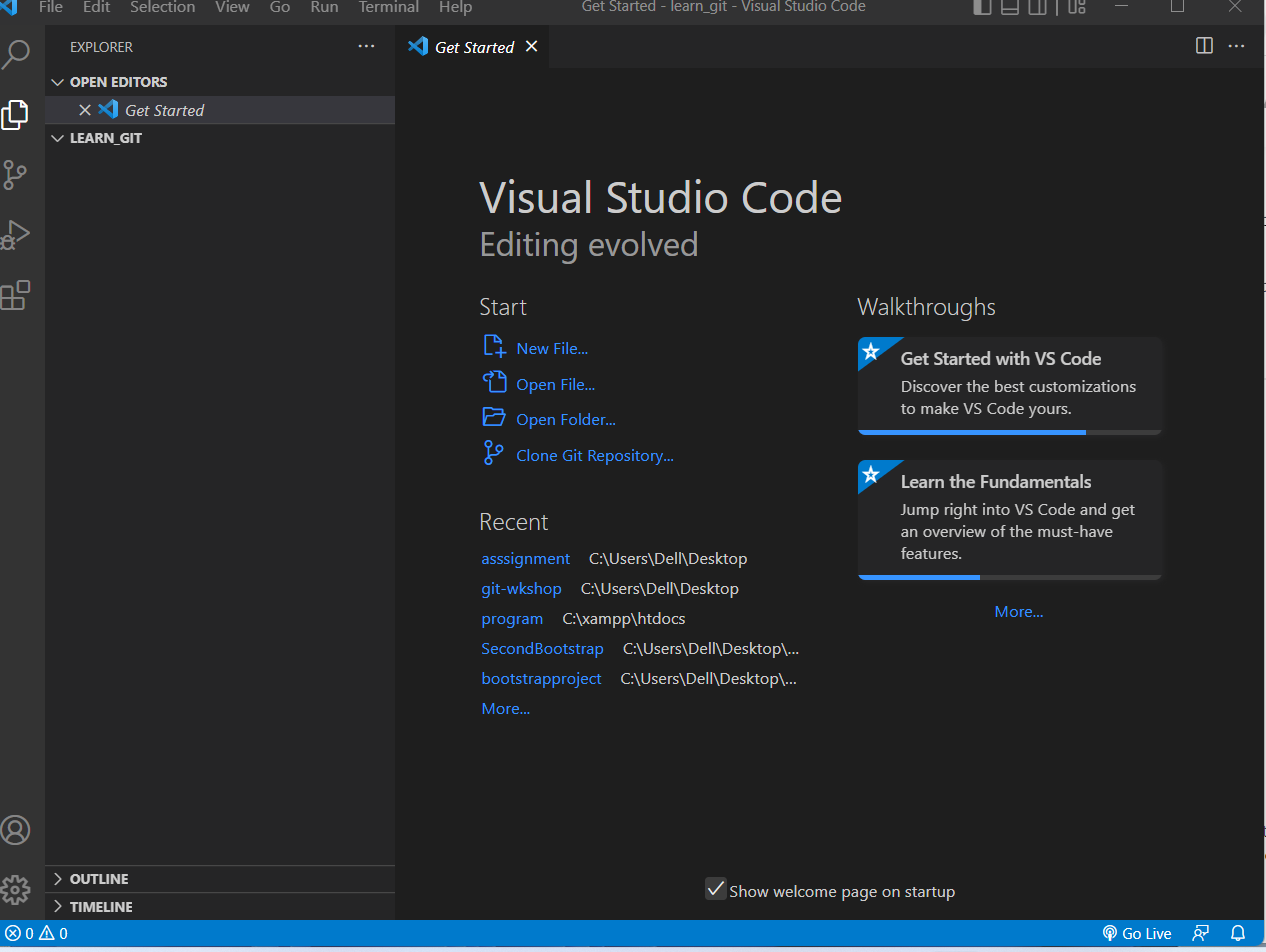 File Edit Selection View Go Run Terminal Help Get Started - learn_git - Visual Studio Code
EXPLORER
Get Started
OPEN EDITORS
Get Started
LEARN_GIT
Visual Studio Code
Editing evolved
Start
New File...
Open File...
Open Folder...
Clone Git Repository...
Recent
asssignment C:\Users\Dell\Desktop
git-wkshop C:\Users\Dell\Desktop
program C:\xampp\htdocs
SecondBootstrap C:\Users\Dell\Desktop\...
bootstrapproject C:\Users\Dell\Desktop\...
More...
Walkthroughs
Get Started with VS Code
Discover the best customizations
to make VS Code yours.
Learn the Fundamentals
Jump right into VS Code and get
an overview of the must-have
features.
More...
Show welcome page on startup
OUTLINE
TIMELINE
0 0 Go Live